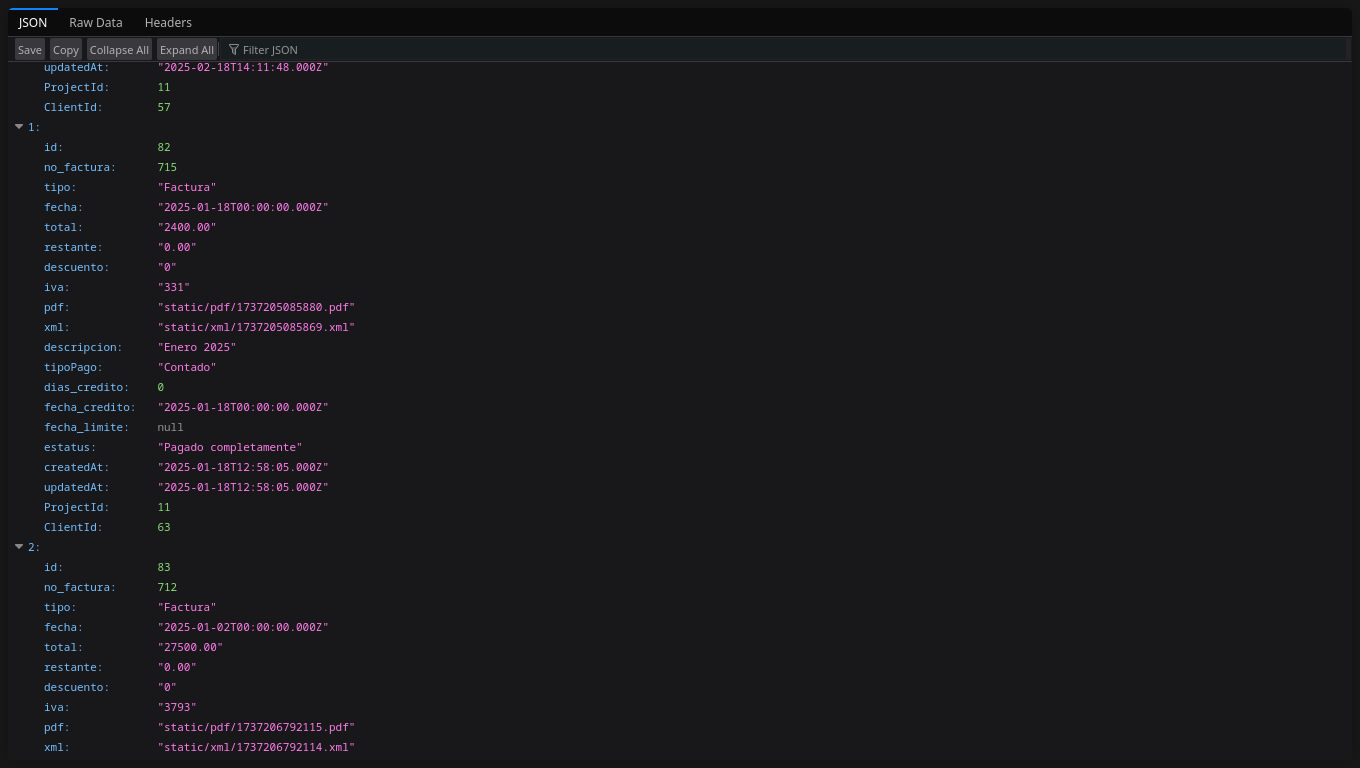 JSON Raw Data Headers
Save Copy Collapse All Expand All Filter JSON
updatedAt: "2025-02-18T14:11:48.000Z"
ProjectId: 11
ClientId: 57
1:
id: 82
no_factura: 715
tipo: "Factura"
fecha: "2025-01-18T00:00:00.000Z"
total: "2400.00"
restante: "0.00"
descuento: "0"
iva: "331"
pdf: "static/pdf/1737205085880.pdf"
xml: "static/xml/1737205085869.xml"
descripcion: "Enero 2025"
tipoPago: "Contado"
dias_credito: 0
fecha_credito: "2025-01-18T00:00:00.000Z"
fecha_limite: null
estatus: "Pagado completamente"
createdAt: "2025-01-18T12:58:05.000Z"
updatedAt: "2025-01-18T12:58:05.000Z"
ProjectId: 11
ClientId: 63
2:
id: 83
no_factura: 712
tipo: "Factura"
fecha: "2025-01-02T00:00:00.000Z"
total: "27500.00"
restante: "0.00"
descuento: "0"
iva: "3793"
pdf: "static/pdf/1737206792115.pdf"
xml: "static/xml/1737206792114.xml"